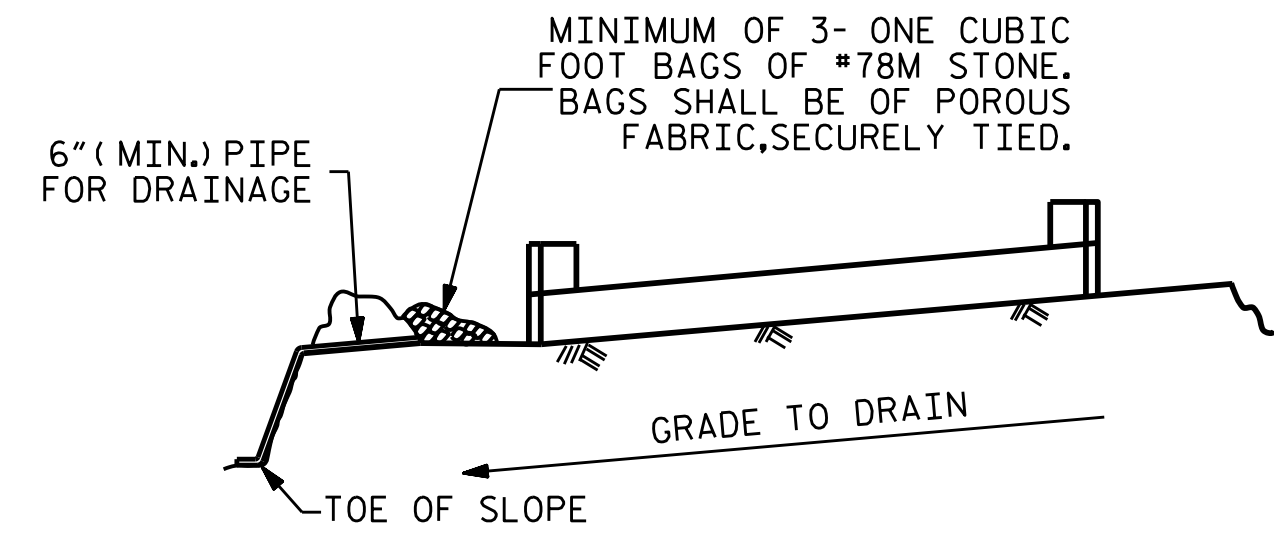 MINIMUM OF 3- ONE CUBIC
FOOT BAGS OF #78M STONE.
BAGS SHALL BE OF POROUS
FABRIC,SECURELY TIED.
6"(MIN.) PIPE
FOR DRAINAGE
GRADE TO DRAIN
TOE OF SLOPE